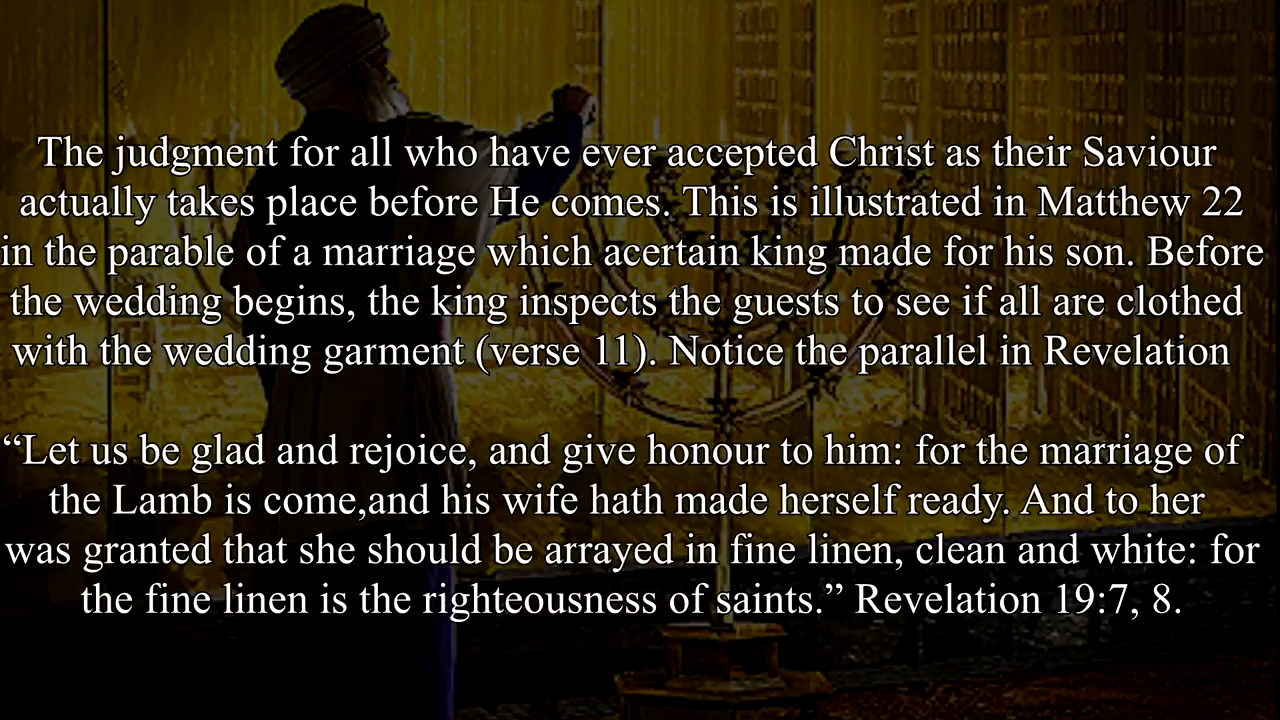 The judgment for all who have ever accepted Christ as their Saviour
actually takes place before He comes. This is illustrated in Matthew 22
in the parable of a marriage which acertain king made for his son. Before
the wedding begins, the king inspects the guests to see if all are clothed
with the wedding garment (verse 11). Notice the parallel in Revelation
“Let us be glad and rejoice, and give honour to him: for the marriage of
the Lamb is come,and his wife hath made herself ready. And to her
was granted that she should be arrayed in fine linen, clean and white: for
the fine linen is the righteousness of saints.” Revelation 19:7, 8.